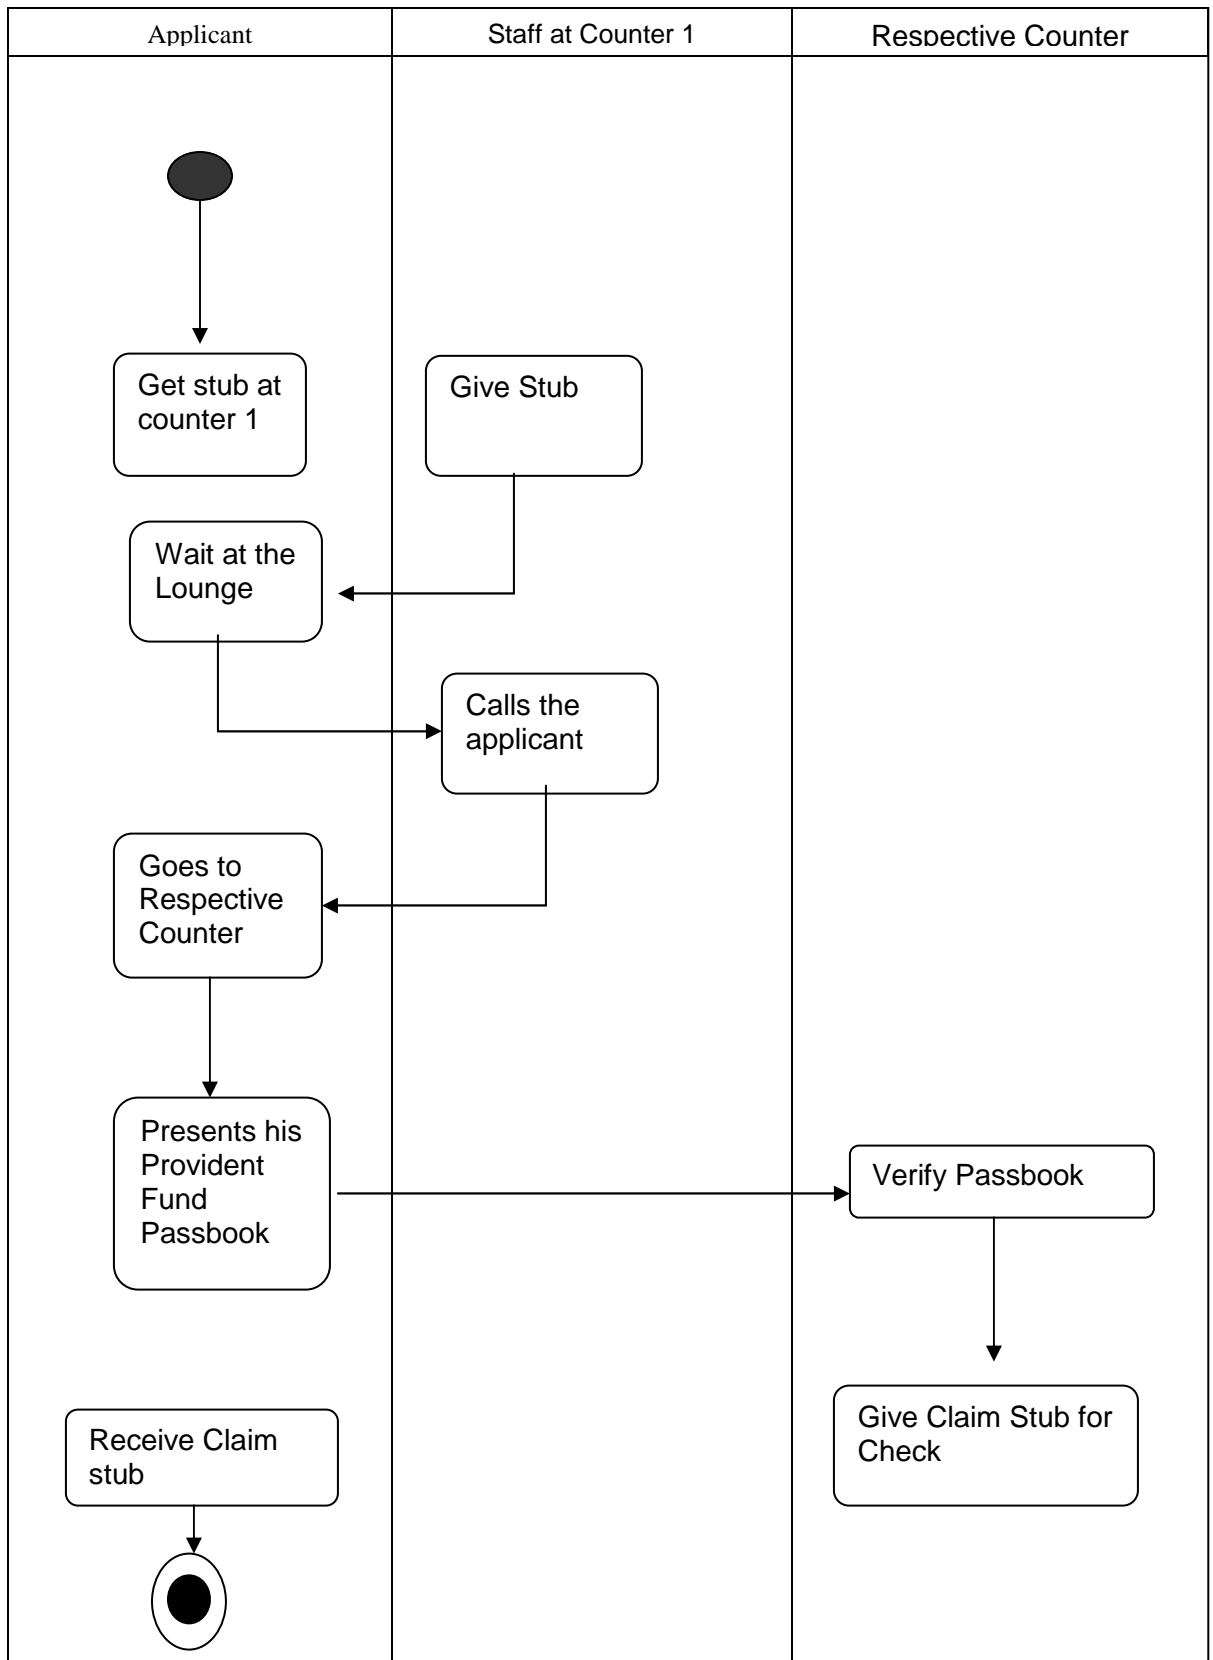 Applicant
Staff at Counter 1
Respective Counter
Get stub at
counter 1
Give Stub
Wait at the
Lounge
Calls the
applicant
Goes to
Respective
Counter
Presents his
Provident
Fund
Passbook
Verify Passbook
Give Claim Stub for
Check
Receive Claim
stub